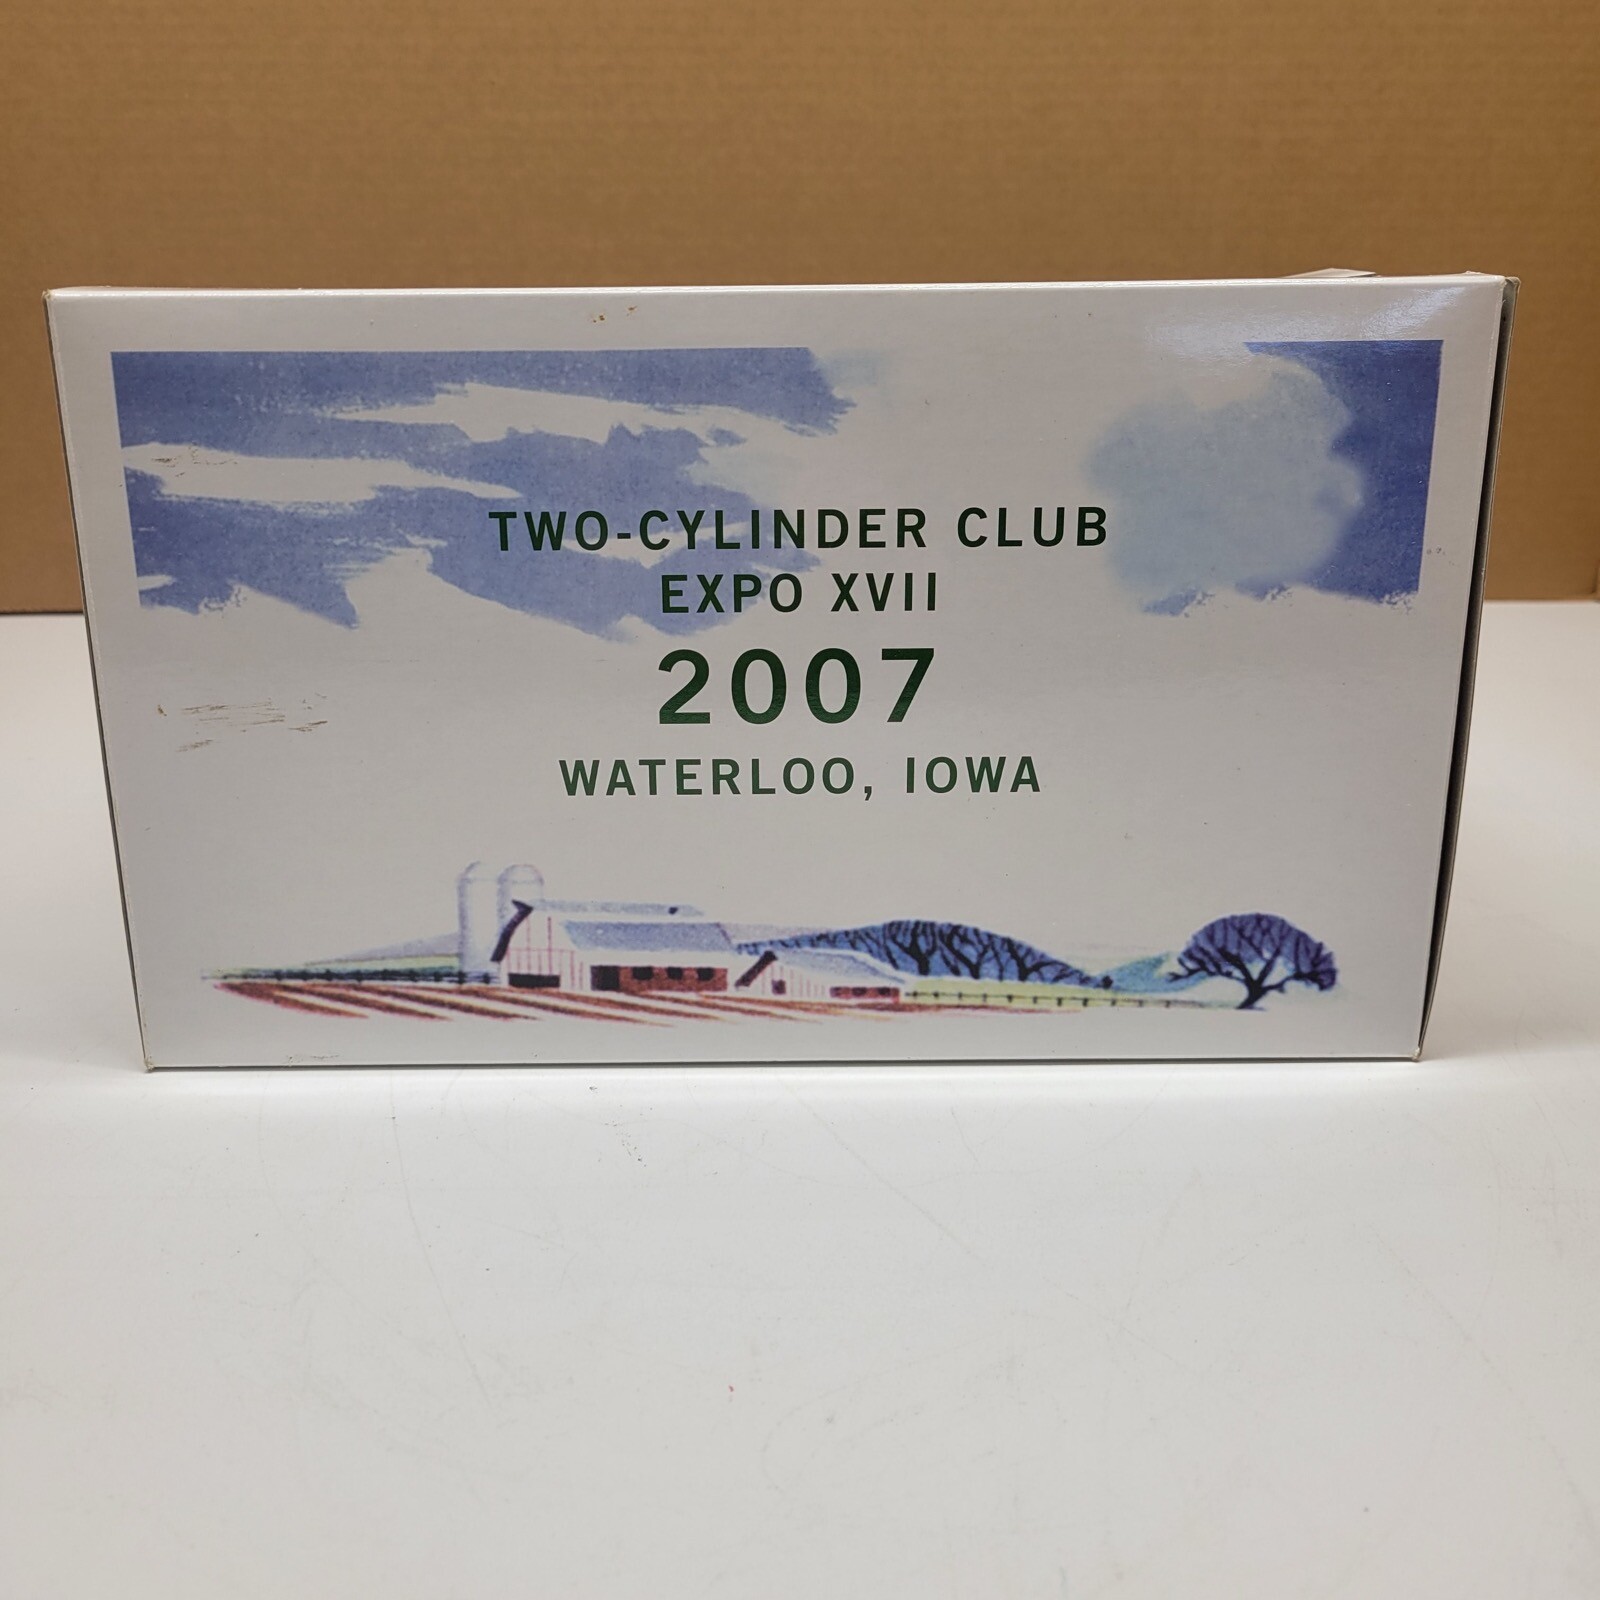 TWO-CYLINDER CLUB
EXPO XVII
2007
WATERLOO, IOWA